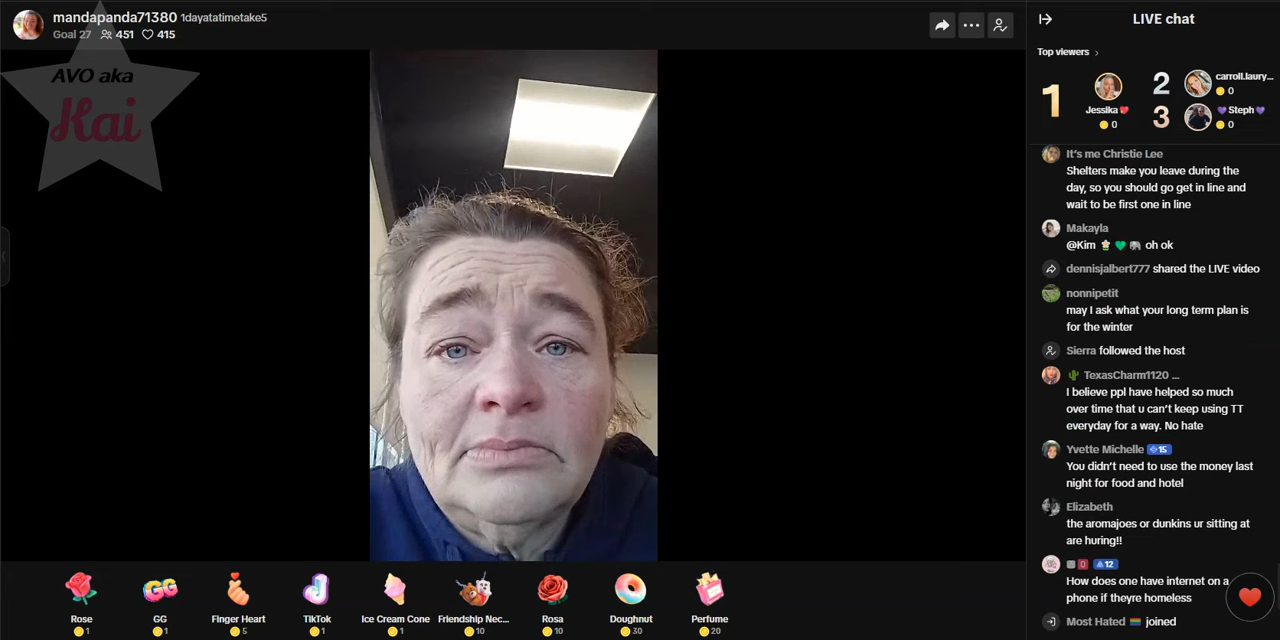 mandapanda71380 1dayatatimetake5
Goal 27 451 415
AVO aka
Kai
LIVE chat
Top viewers >
1
Jessika
0
2
carroll.laury...
0
3
Steph
0
It's me Christie Lee
Shelters make you leave during the
day, so you should go get in line and
wait to be first one in line
Makayla
@Kim oh ok
dennisjalbert777 shared the LIVE video
nonnipetit
may I ask what your long term plan is
for the winter
Sierra followed the host
TexasCharm1120 ...
I believe ppl have helped so much
over time that u can't keep using TT
everyday for a way. No hate
Yvette Michelle 15
You didn't need to use the money last
night for food and hotel
Elizabeth
the aromajoes or dunkins ur sitting at
are huring!!
0 12
How does one have internet on a
phone if theyre homeless
Most Hated joined
Rose
1
GG
GG
1
Finger Heart
5
TikTok
1
Ice Cream Cone
1
Friendship Nec...
10
Rosa
10
Doughnut
30
Perfume
20